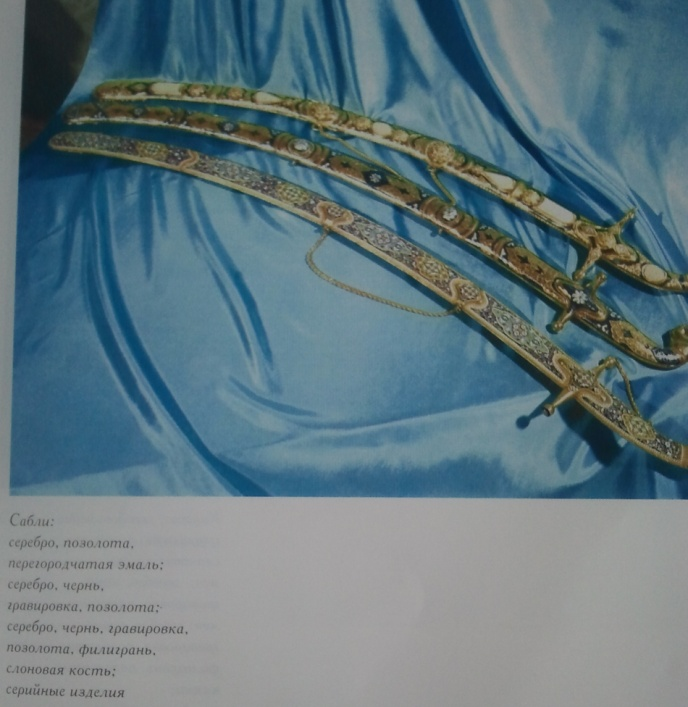 Сабли:
серебро, позолота,
перегородчатая эмаль;
серебро, чернь,
гравировка, позолота;
серебро, чернь, гравировка,
позолота, филигрань,
слоновая кость;
серийные изделия